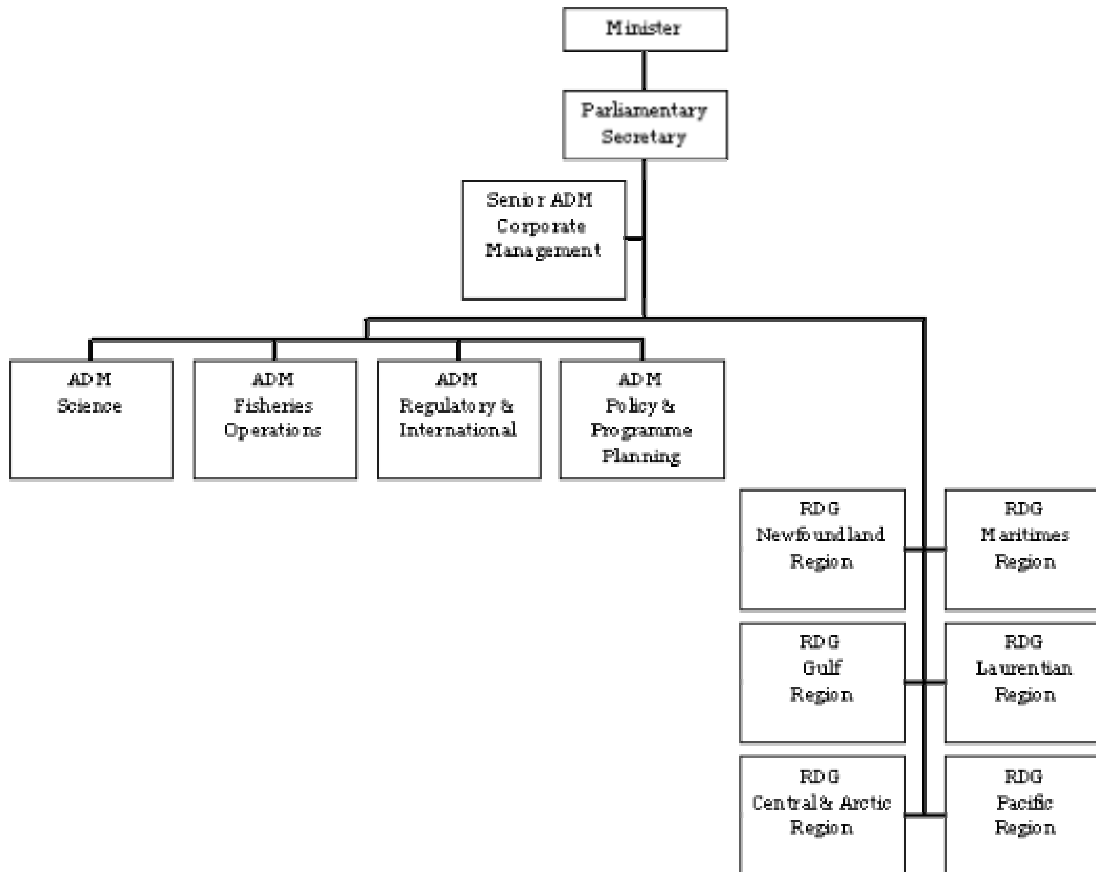 Minister
Parliamentary
Secretary
Senior ADM
Corporate
Management
ADM
Science
ADM
Fisheries
Operations
ADM
Regulatory &
International
ADM
Policy &
Programme
Planning
RDG
Newfoundland
Region
RDG
Maritimes
Region
RDG
Gulf
Region
RDG
Laurentian
Region
RDG
Central & Arctic
Region
RDG
Pacific
Region